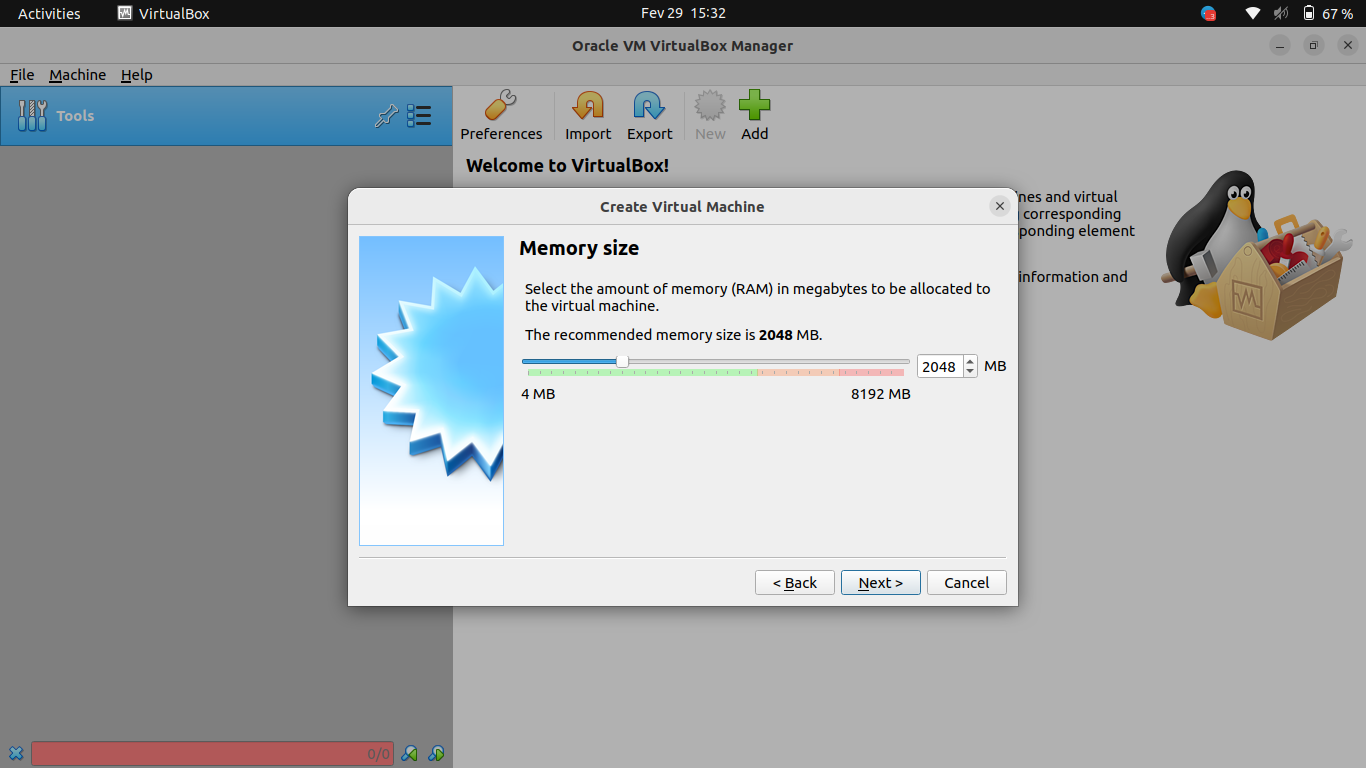 Activities VirtualBox Fev 29 15:32 3 67 %
Oracle VM VirtualBox Manager
File Machine Help
Tools
Preferences Import Export New Add
Welcome to VirtualBox!
ines and virtual
corresponding
ponding element
information and
Create Virtual Machine
Memory size
Select the amount of memory (RAM) in megabytes to be allocated to
the virtual machine.
The recommended memory size is 2048 MB.
2048 MB
4 MB 8192 MB
< Back Next > Cancel
0/0